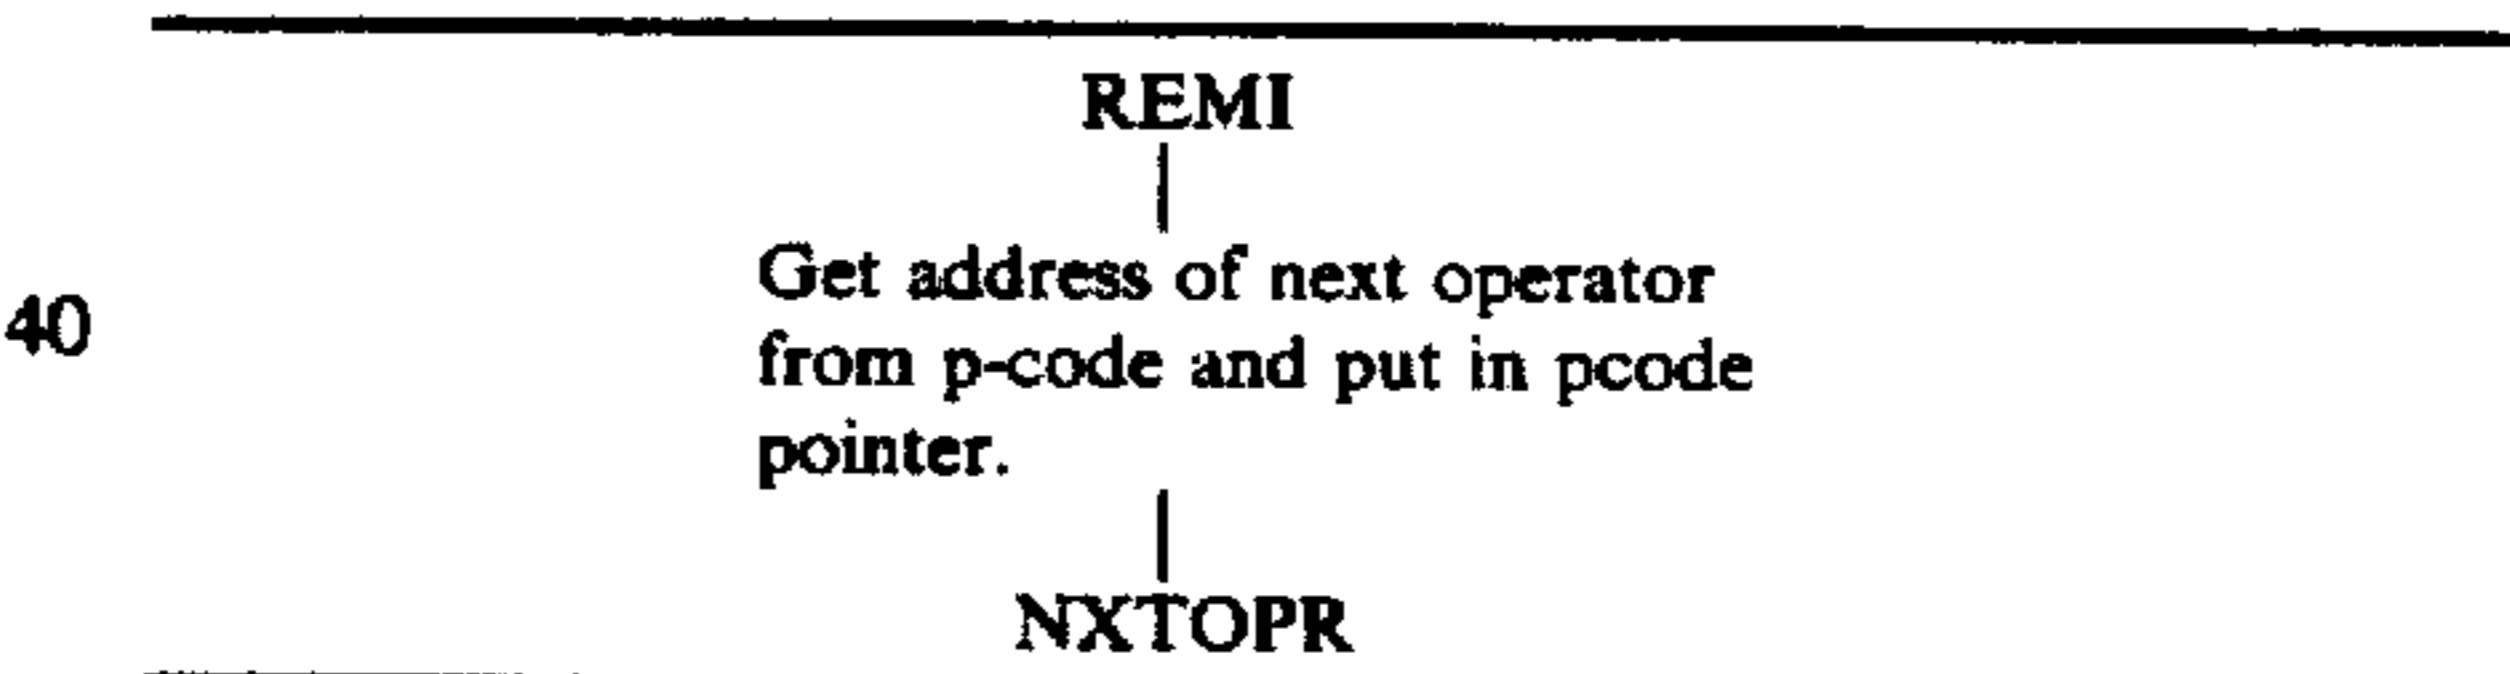 REMI
Get address of next operator
40
from p-code and put in pcode
pointer.
NXTOPR